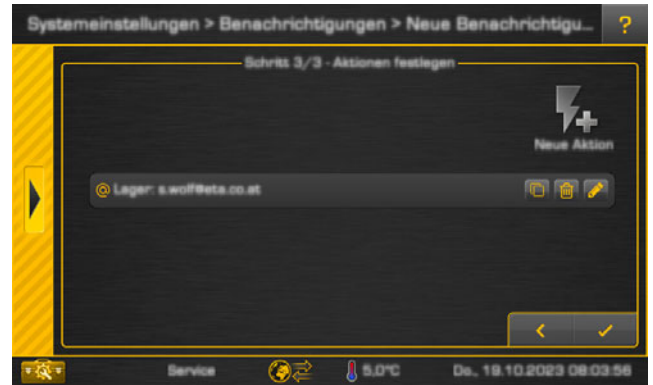 Systemeinstellungen > Benachrichtigungen > Neue Benachrichtigu...
?
Schritt 3/3 - Aktionen festlegen
Neue Aktion
@ Lager: s.wolf@eta.co.at
Service
5,0°C
Do., 19.10.2023 08:03:56